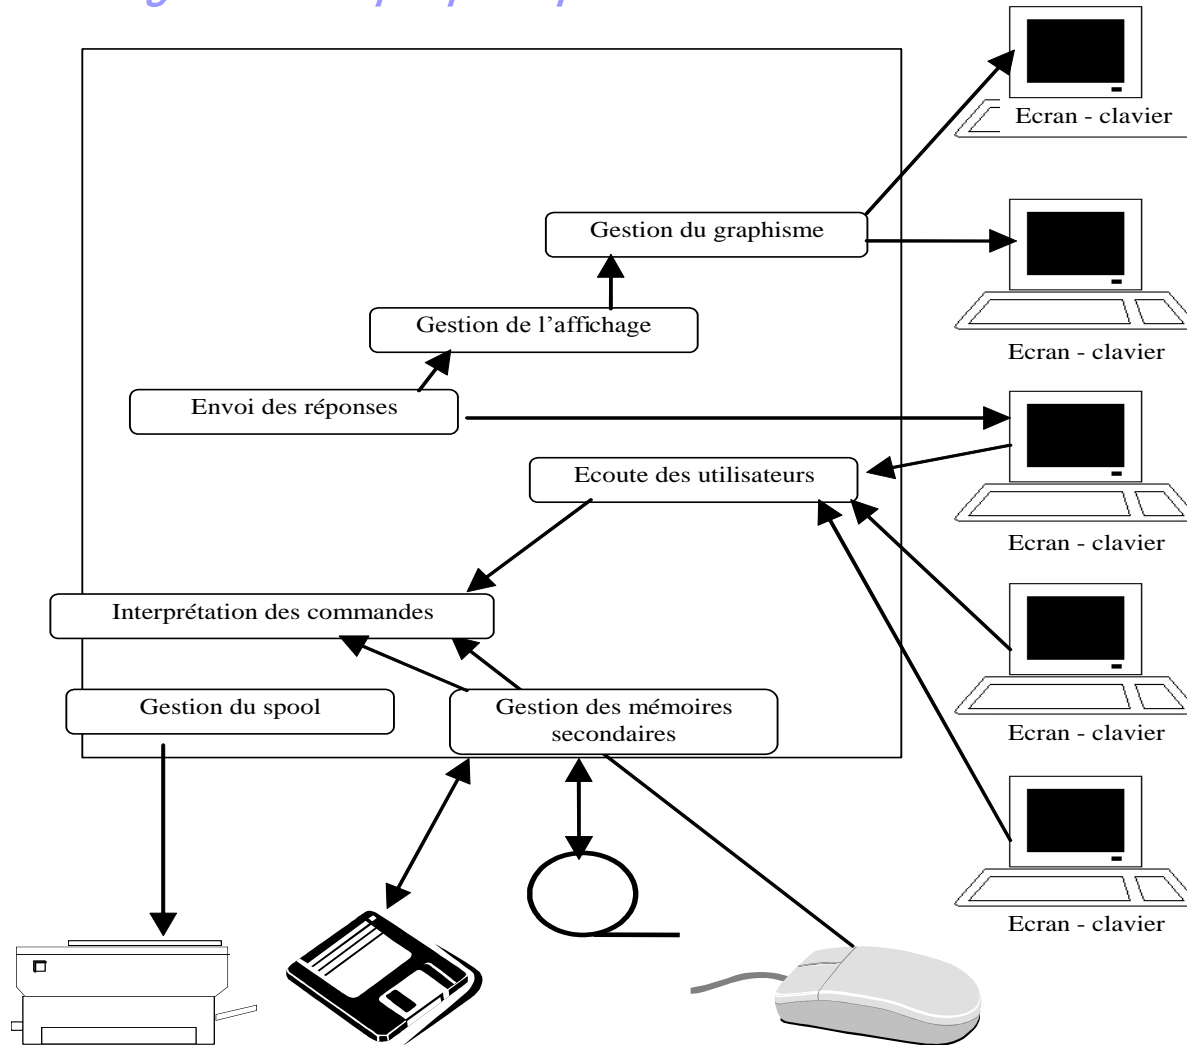 Ecran - clavier
Gestion du graphisme
Ecran - clavier
Gestion de l’affichage
Envoi des réponses
Ecoute des utilisateurs
Ecran - clavier
Interprétation des commandes
Gestion du spool
Gestion des mémoires
secondaires
Ecran - clavier
Ecran - clavier